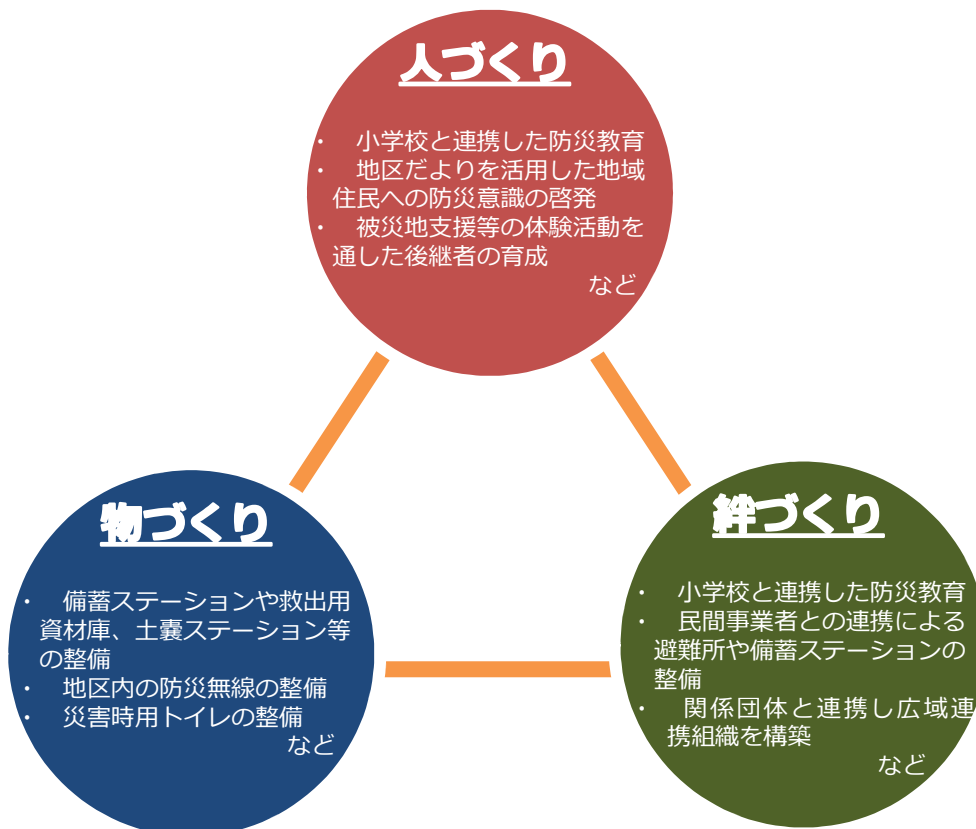 人づくり
・ 小学校と連携した防災教育
・ 地区だよりを活用した地域
住民への防災意識の啓発
・ 被災地支援等の体験活動を
通した後継者の育成
など
物づくり
・ 備蓄ステーションや救出用
資材庫、土嚢ステーション等
の整備
・ 地区内の防災無線の整備
・ 災害時用トイレの整備
など
絆づくり
・ 小学校と連携した防災教育
・ 民間事業者との連携による
避難所や備蓄ステーションの
整備
・ 関係団体と連携し広域連
携組織を構築
など